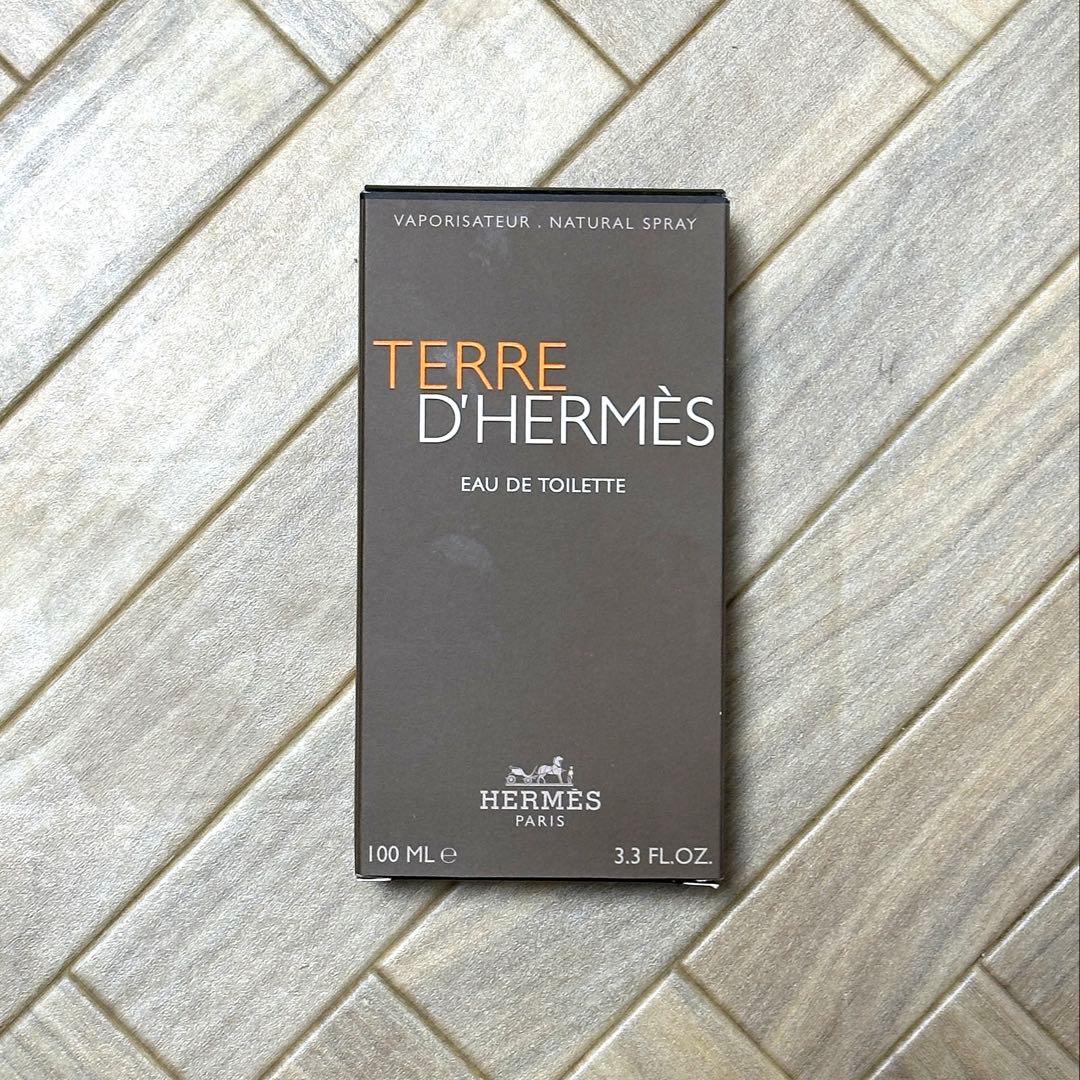 VAPORISATEUR . NATURAL SPRAY
TERRE
D'HERMÈS
EAU DE TOILETTE
HERMÈS
PARIS
100 ML ℮
3.3 FL.OZ.